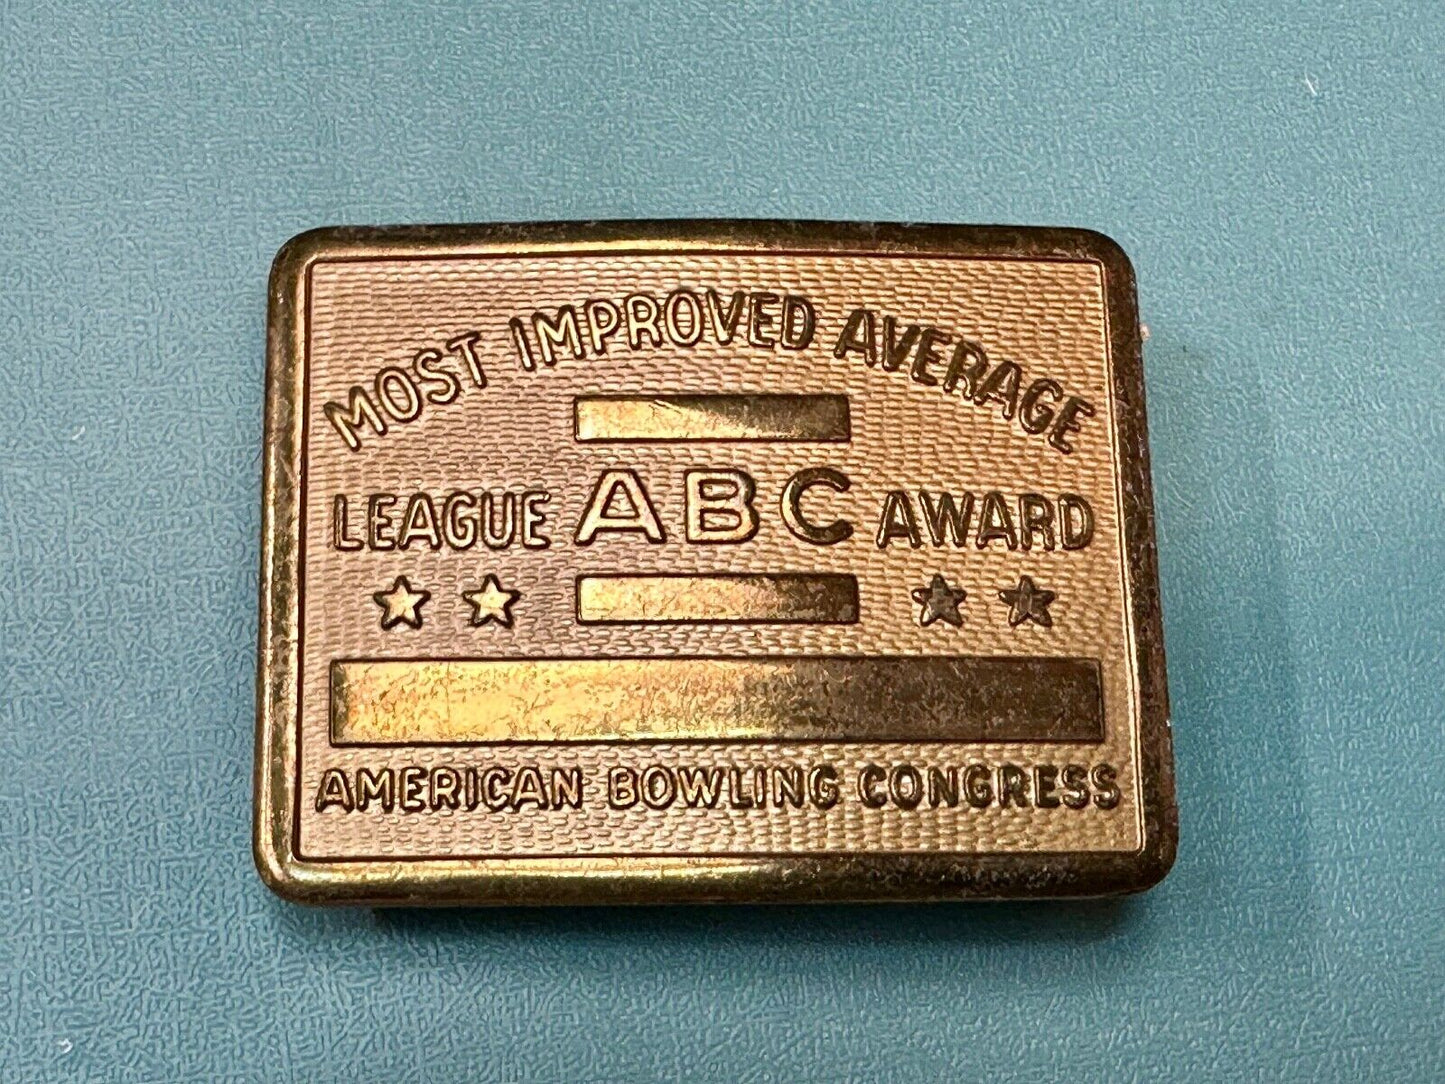 MOST IMPROVED AVERAGE
LEAGUE ABC AWARD
AMERICAN BOWLING CONGRESS